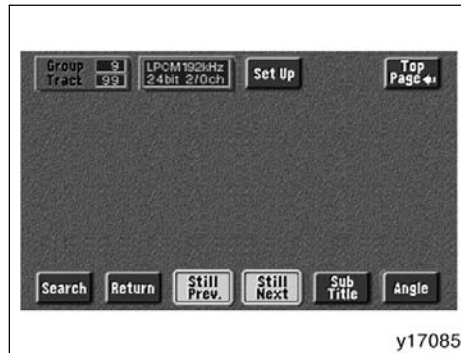 Group 9
Track 99
LPCM192kHz
24bit 2/0ch
Set Up
Top
Page
Search
Return
Still
Prev.
Still
Next
Sub
Title
Angle
y17085